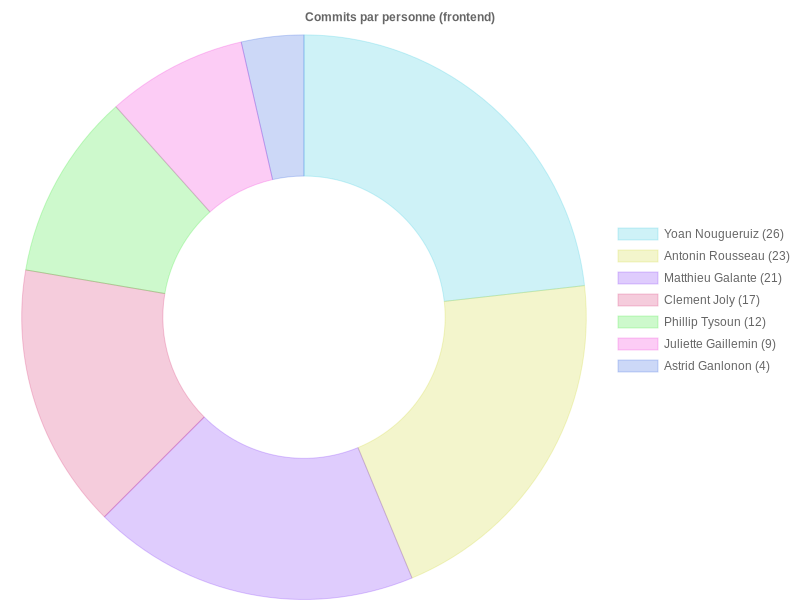 Commits par personne (frontend)
Yoan Nougueruiz (26)
Antonin Rousseau (23)
Matthieu Galante (21)
Clement Joly (17)
Phillip Tysoun (12)
Juliette Gaillemin (9)
Astrid Ganlonon (4)